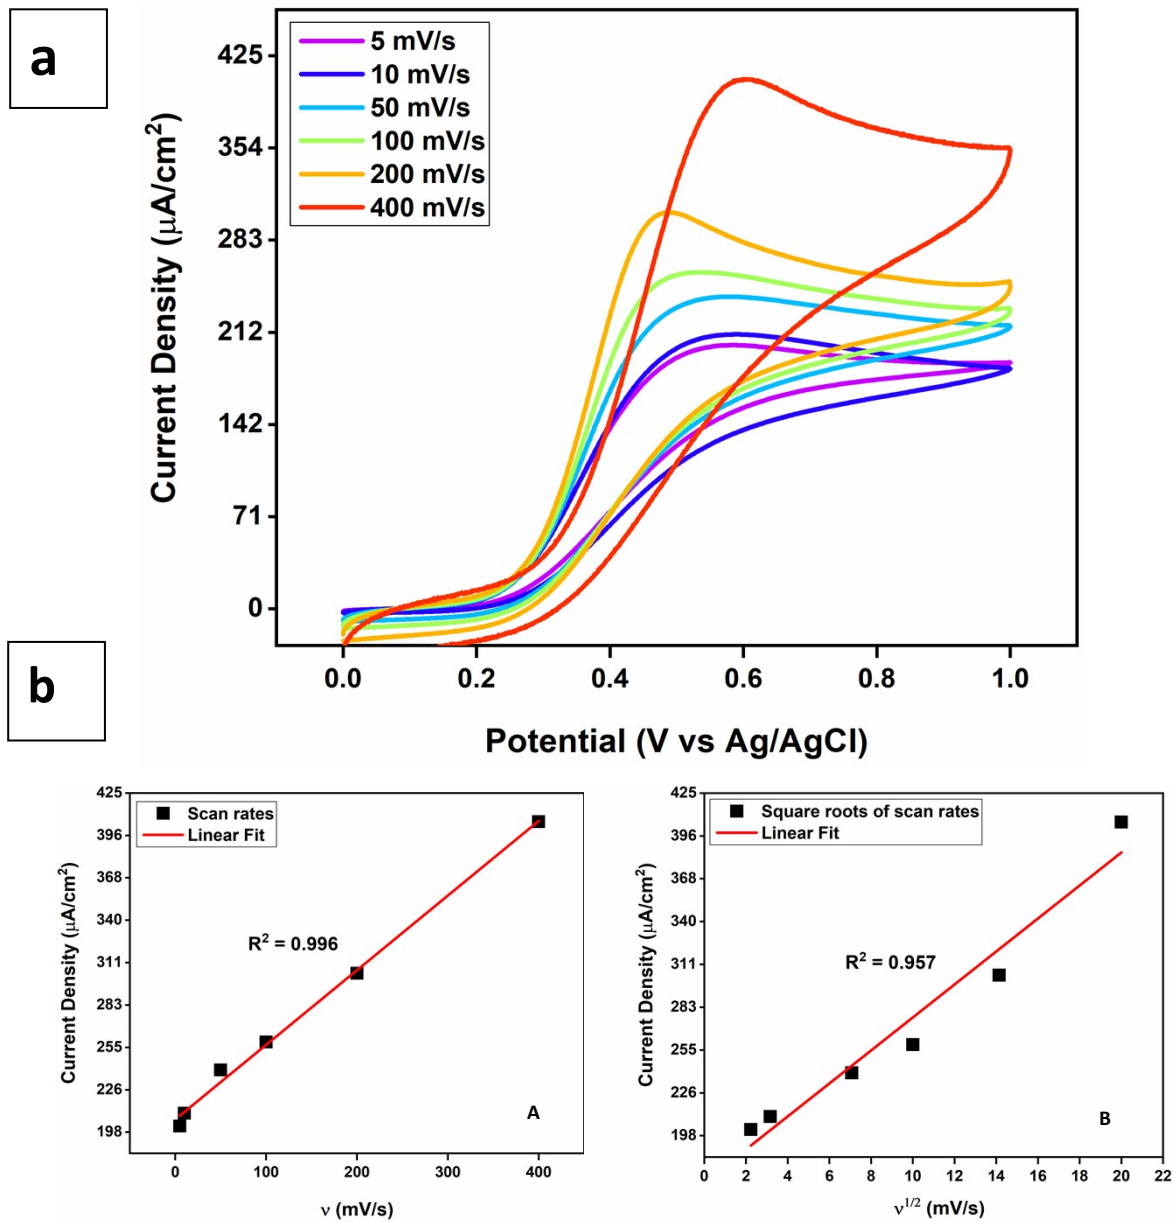 a
5 mV/s
10 mV/s
50 mV/s
100 mV/s
200 mV/s
400 mV/s
425
354
283
212
142
71
0
Current Density (μA/cm²)
0.0 0.2 0.4 0.6 0.8 1.0
Potential (V vs Ag/AgCl)
b
Scan rates
Linear Fit
425
396
368
340
311
283
255
226
198
Current Density (μA/cm²)
R² = 0.996
A
0 100 200 300 400
ν (mV/s)
Square roots of scan rates
Linear Fit
425
396
368
340
311
283
255
226
198
Current Density (μA/cm²)
R² = 0.957
B
0 2 4 6 8 10 12 14 16 18 20 22
ν¹ᐟ² (mV/s)